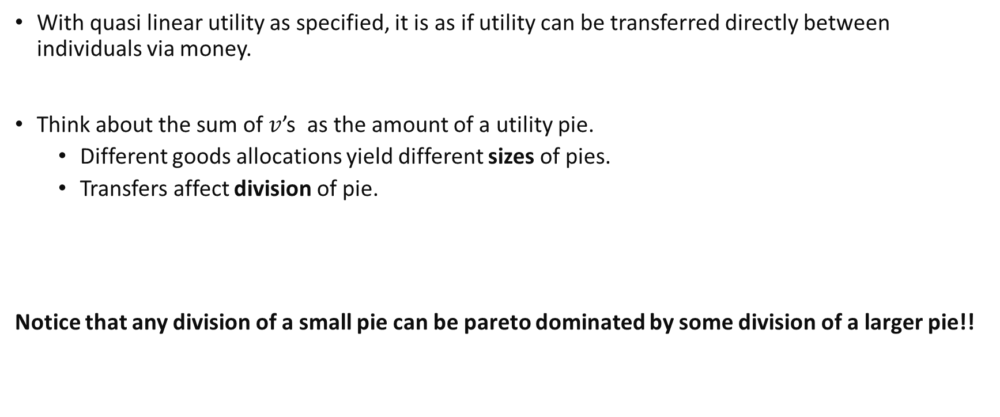 • With quasi linear utility as specified, it is as if utility can be transferred directly between
individuals via money.
• Think about the sum of 𝑣’s as the amount of a utility pie.
• Different goods allocations yield different sizes of pies.
• Transfers affect division of pie.
Notice that any division of a small pie can be pareto dominated by some division of a larger pie!!